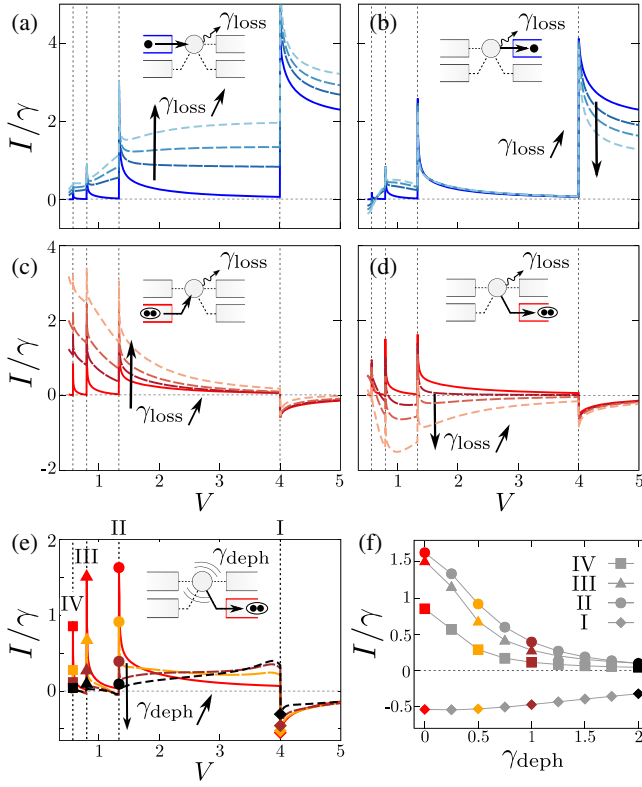 (a)
γloss
γloss
I/γ
4
2
0
(b)
γloss
γloss
(c)
γloss
γloss
I/γ
4
2
0
-2
1 2 3 4 5
V
(d)
γloss
γloss
1 2 3 4 5
V
(e)
II
I
III
IV
γdeph
γdeph
I/γ
1
0
1 2 3 4 5
V
(f)
IV
III
II
I
I/γ
1.5
1
0.5
0
-0.5
0 0.5 1 1.5 2
γdeph